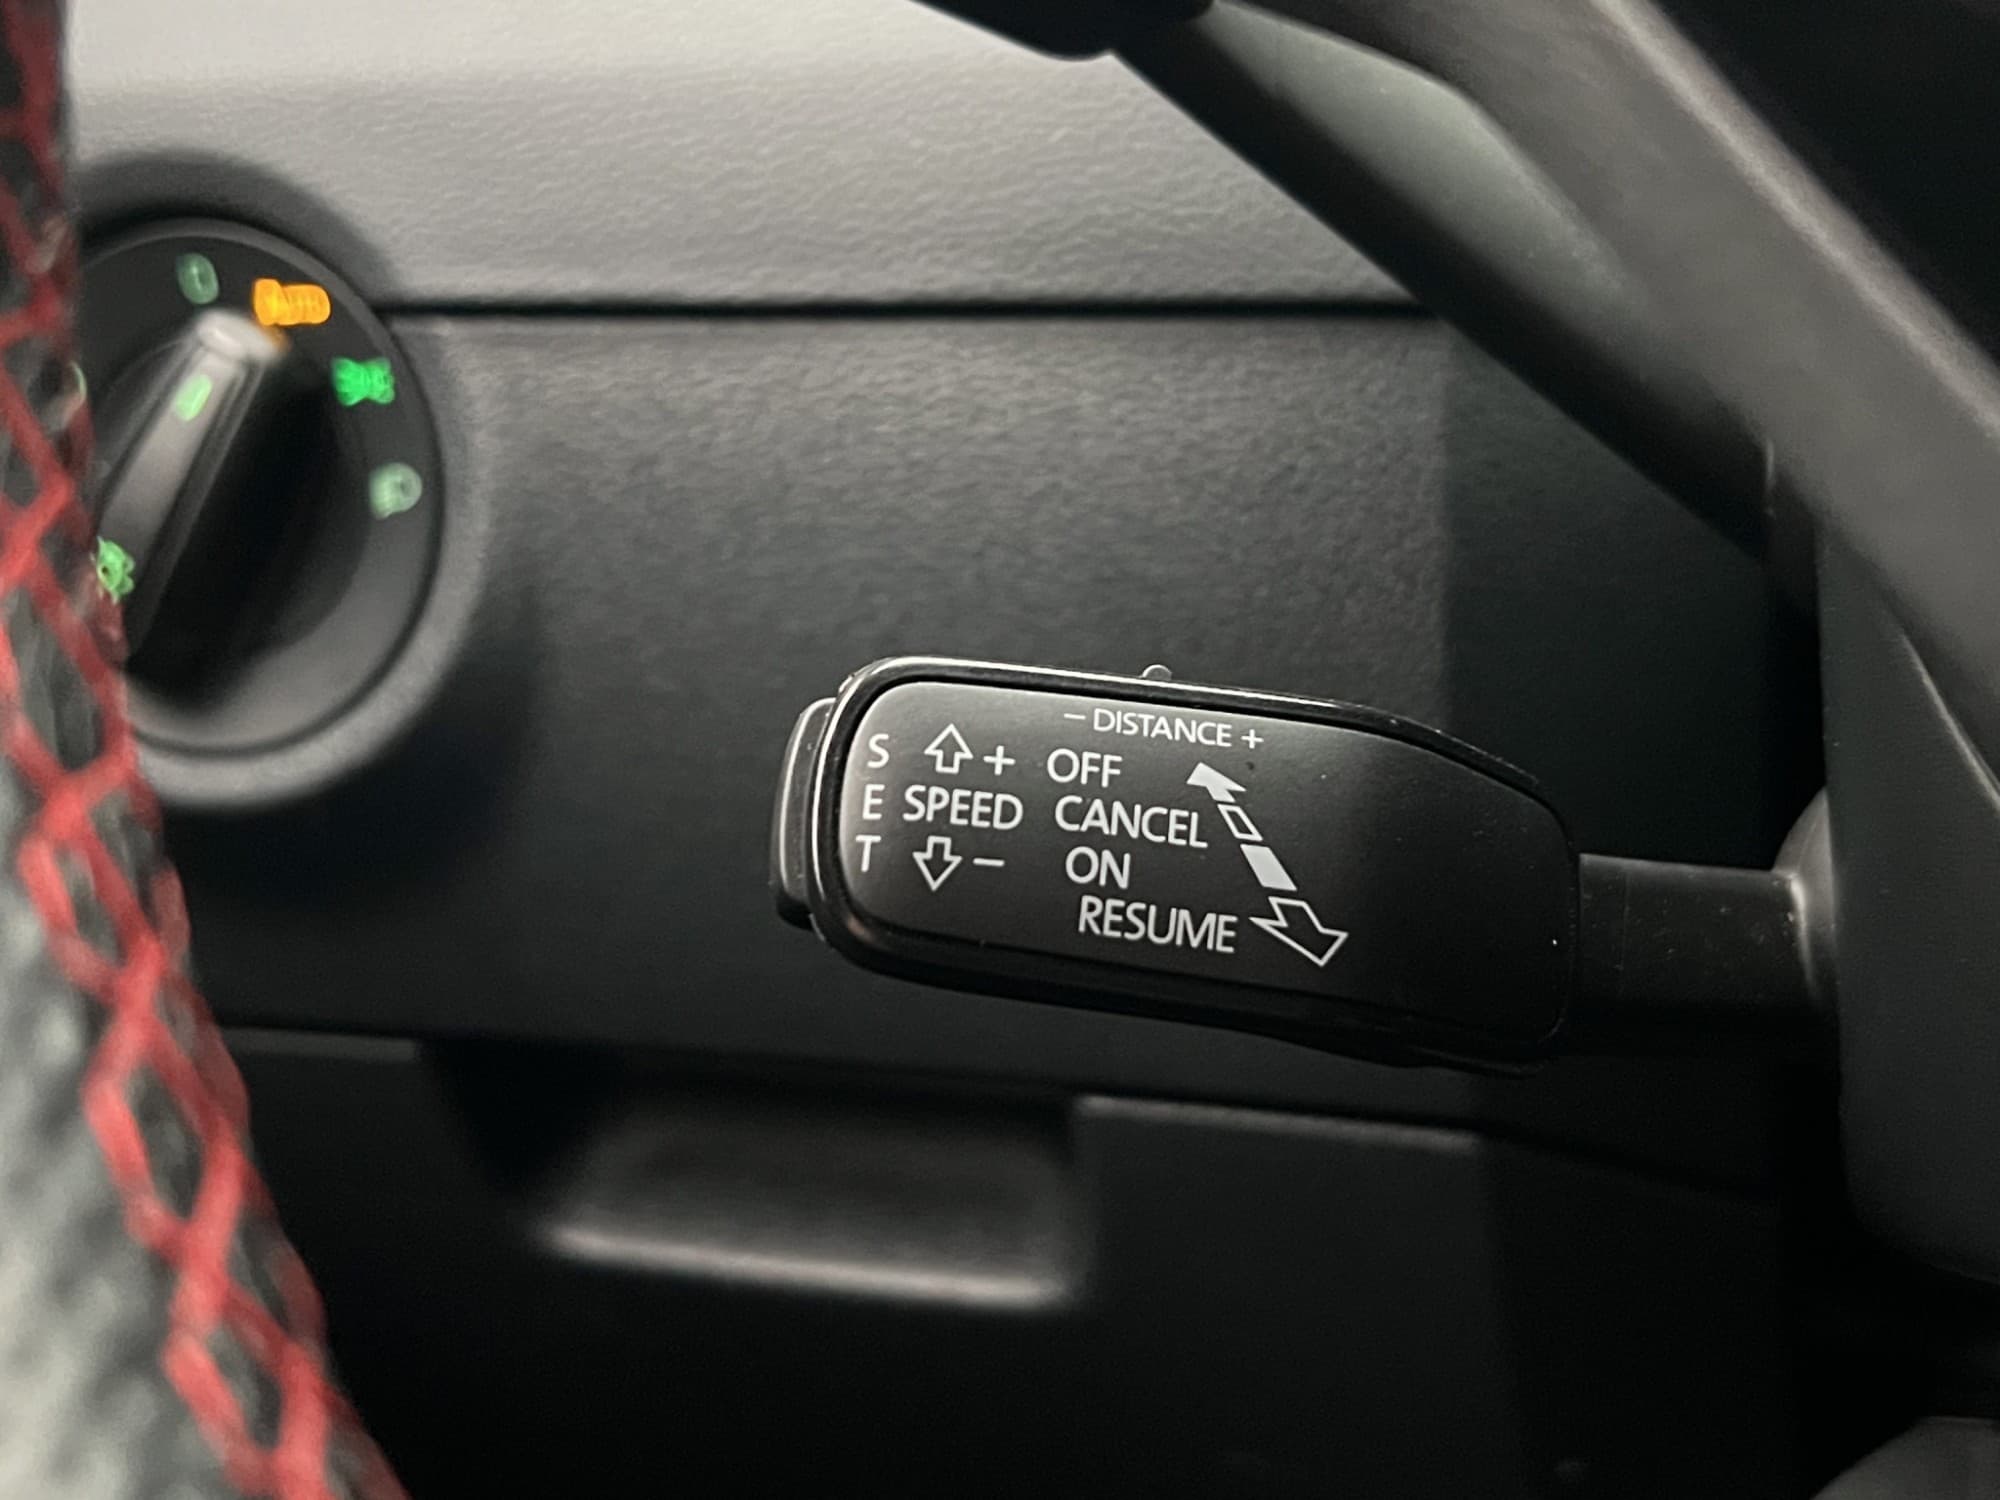 − DISTANCE +
S + OFF
E SPEED CANCEL
T − ON
RESUME